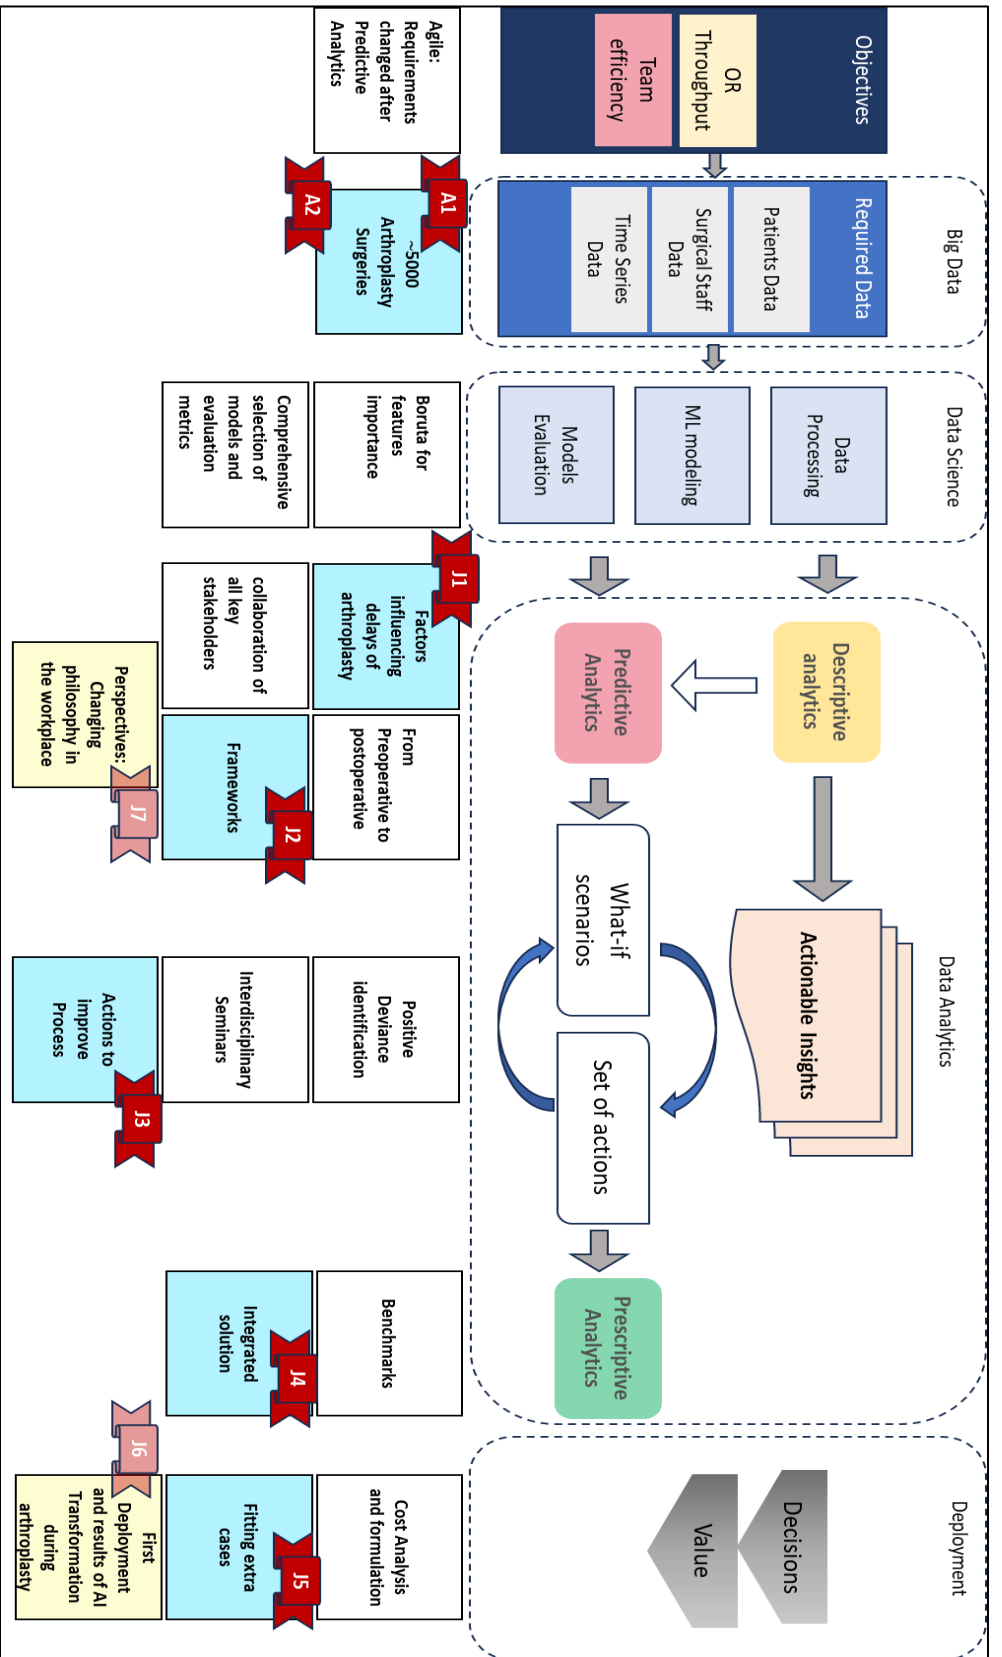 Objectives
OR
Throughput
Team
efficiency
Big Data
Required Data
Patients Data
Surgical Staff
Data
Time Series
Data
Data Science
Data
Processing
ML modeling
Models
Evaluation
Data Analytics
Descriptive
analytics
Predictive
Analytics
Actionable Insights
What-if
scenarios
Set of actions
Prescriptive
Analytics
Deployment
Decisions
Value
Agile:
Requirements
changed after
Predictive
Analytics
A1
A2
~5000
Arthroplasty
Surgeries
Boruta for
features
importance
Comprehensive
selection of
models and
evaluation
metrics
J1
Factors
influencing
delays of
arthroplasty
collaboration of
all key
stakeholders
From
Preoperative to
postoperative
J2
Frameworks
Perspectives:
Changing
philosophy in
the workplace
J7
Positive
Deviance
identification
Interdisciplinary
Seminars
Actions to
improve
Process
J3
Benchmarks
Integrated
solution
J4
Cost Analysis
and formulation
Fitting extra
cases
J5
J6
First
Deployment
and results of AI
Transformation
during
arthroplasty